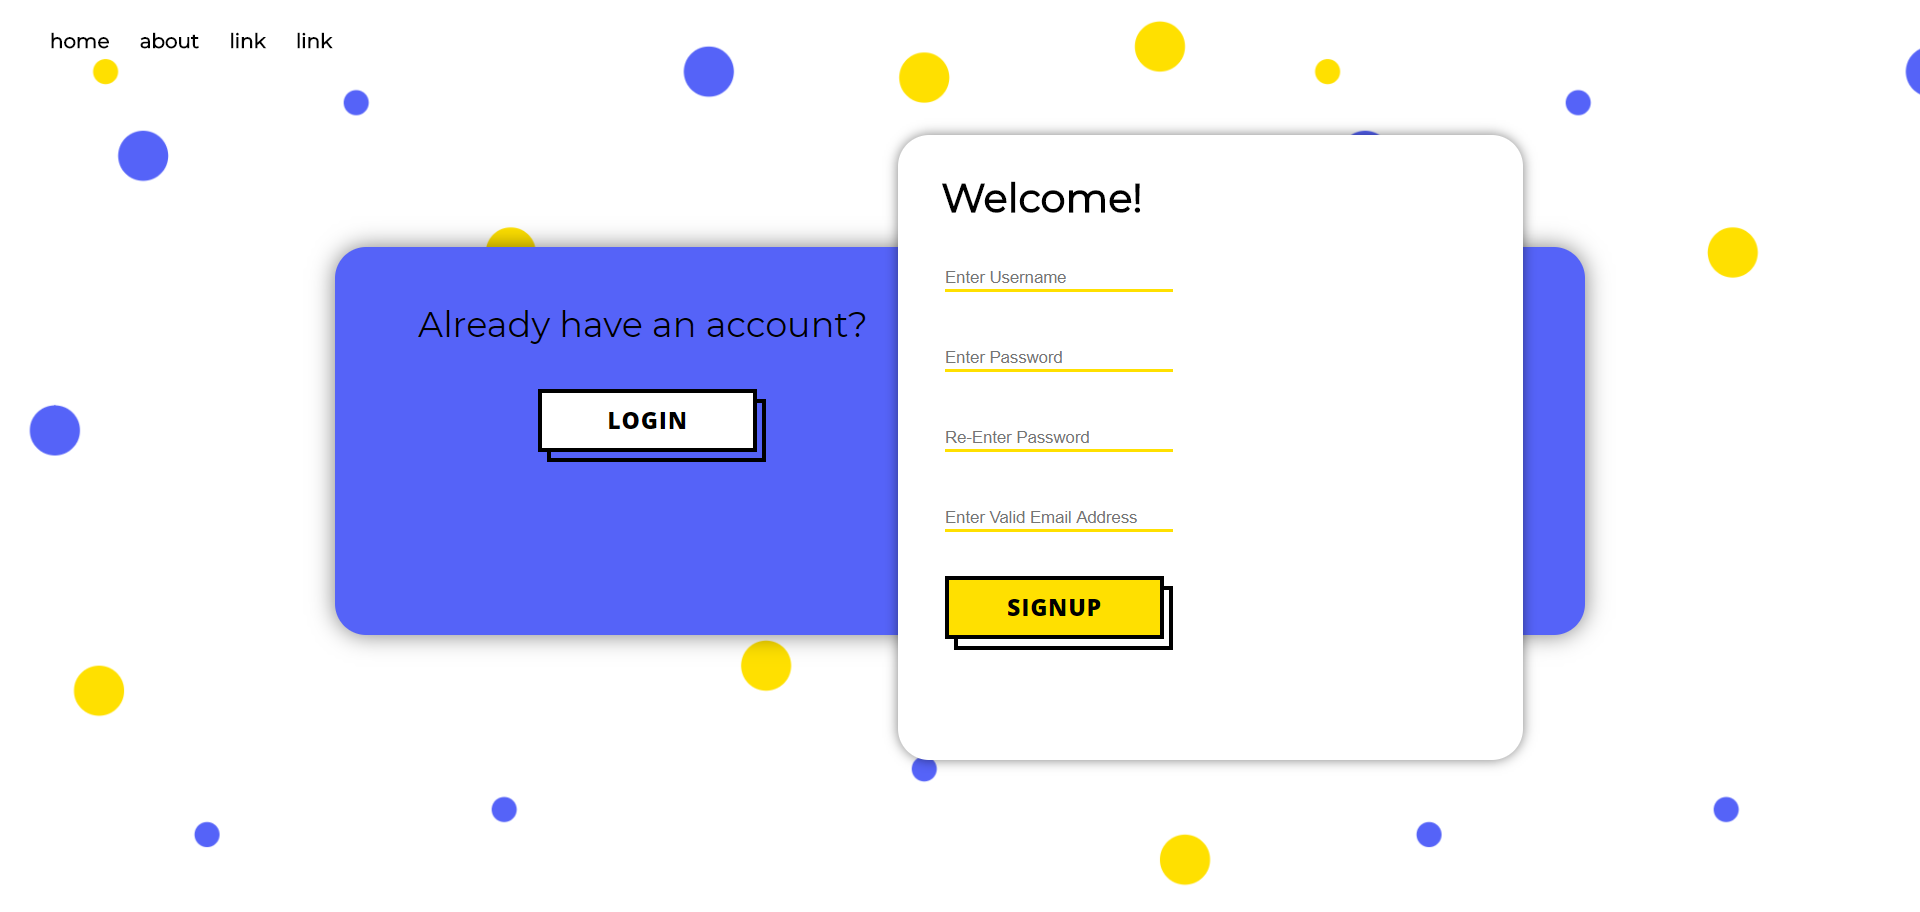 home about link link
Welcome!
Already have an account?
LOGIN
Enter Username
Enter Password
Re-Enter Password
Enter Valid Email Address
SIGNUP